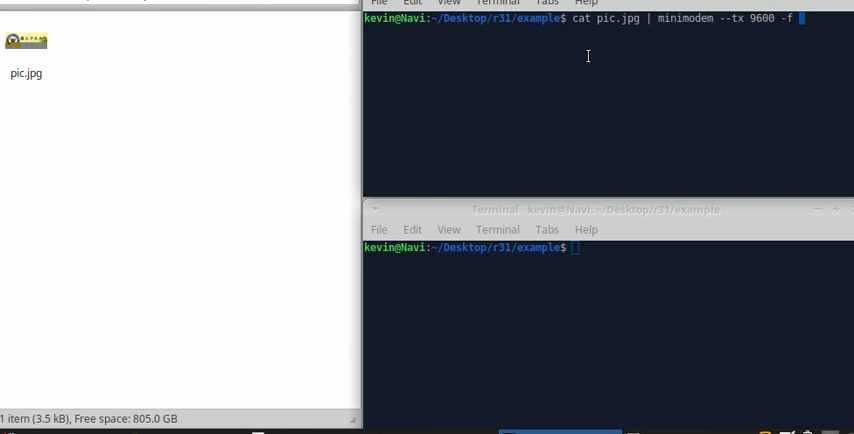 File Edit View Terminal Tabs Help
kevin@Navi:~/Desktop/r31/example$ cat pic.jpg | minimodem --tx 9600 -f
pic.jpg
Terminal - kevin@Navi:~/Desktop/r31/example
File Edit View Terminal Tabs Help
kevin@Navi:~/Desktop/r31/example$
1 item (3.5 kB), Free space: 805.0 GB